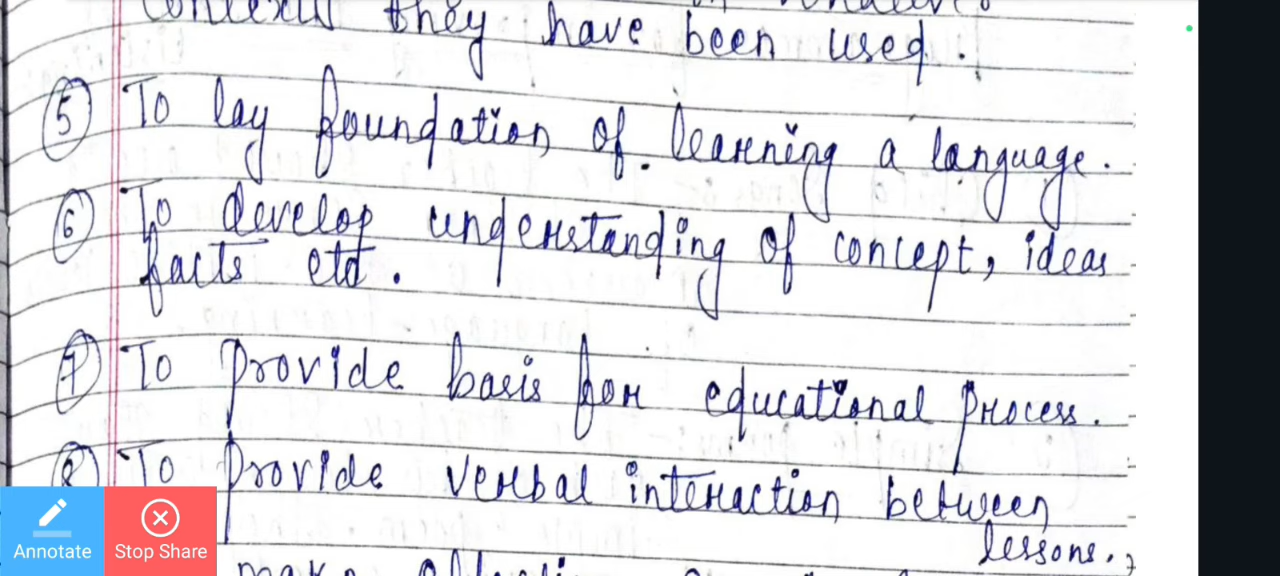 they have been used.
⑤ To lay foundation of learning a language.
⑥ To develop understanding of concept, ideas
facts etc.
⑦ To provide basis for educational process.
⑧ To provide verbal interaction between
lessons.
Annotate Stop Share